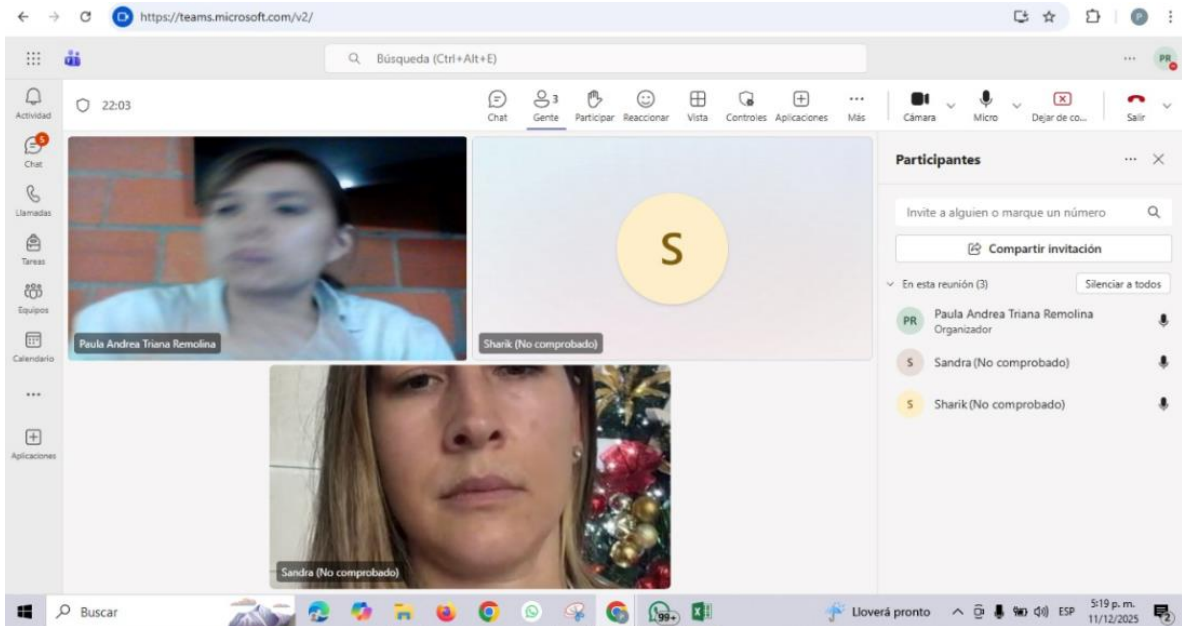 https://teams.microsoft.com/v2/
P
Búsqueda (Ctrl+Alt+E)
PR
Actividad
5
Chat
Llamadas
Tareas
Equipos
Calendario
Aplicaciones
22:03
Chat
3
Gente
Participar
Reaccionar
Vista
Controles
Aplicaciones
Más
Cámara
Micro
Dejar de co...
Salir
Paula Andrea Triana Remolina
S
Sharik (No comprobado)
Sandra (No comprobado)
Participantes
Invite a alguien o marque un número
Compartir invitación
En esta reunión (3)
Silenciar a todos
PR
Paula Andrea Triana Remolina
Organizador
S
Sandra (No comprobado)
S
Sharik (No comprobado)
Buscar
99+
Lloverá pronto
ESP
5:19 p. m.
11/12/2025
2